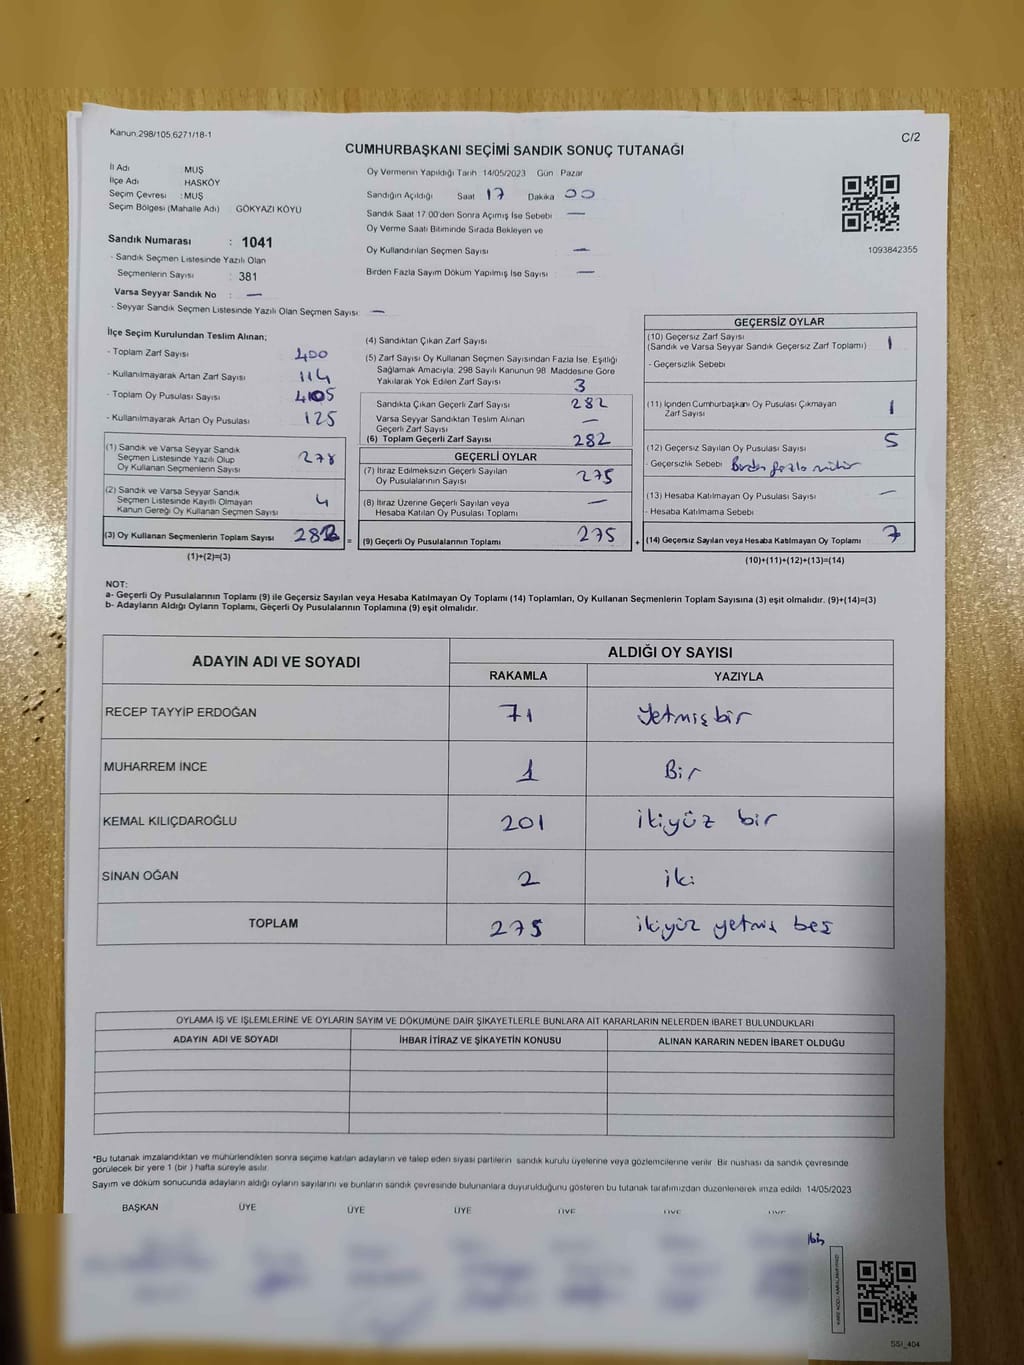 Kanun:298/105,6271/18-1
C/2
CUMHURBAŞKANI SEÇİMİ SANDIK SONUÇ TUTANAĞI
İl Adı MUŞ
İlçe Adı HASKÖY
Seçim Çevresi : MUŞ
Seçim Bölgesi (Mahalle Adı) GÖKYAZI KÖYÜ
Sandık Numarası : 1041
- Sandık Seçmen Listesinde Yazılı Olan
Seçmenlerin Sayısı : 381
Varsa Seyyar Sandık No : —
- Seyyar Sandık Seçmen Listesinde Yazılı Olan Seçmen Sayısı: —
Oy Vermenin Yapıldığı Tarih 14/05/2023 Gün Pazar
Sandığın Açıldığı Saat 17 Dakika 00
Sandık Saat 17:00'den Sonra Açılmış İse Sebebi —
Oy Verme Saati Bitiminde Sırada Bekleyen ve
Oy Kullandırılan Seçmen Sayısı —
Birden Fazla Sayım Döküm Yapılmış İse Sayısı —
1093842355
İlçe Seçim Kurulundan Teslim Alınan;
- Toplam Zarf Sayısı 400
- Kullanılmayarak Artan Zarf Sayısı 114
- Toplam Oy Pusulası Sayısı 405
- Kullanılmayarak Artan Oy Pusulası 125
(1) Sandık ve Varsa Seyyar Sandık
Seçmen Listesinde Yazılı Olup
Oy Kullanan Seçmenlerin Sayısı 278
(2) Sandık ve Varsa Seyyar Sandık
Seçmen Listesinde Kayıtlı Olmayan
Kanun Gereği Oy Kullanan Seçmen Sayısı 4
(3) Oy Kullanan Seçmenlerin Toplam Sayısı 282 =
(1)+(2)=(3)
(4) Sandıktan Çıkan Zarf Sayısı
(5) Zarf Sayısı Oy Kullanan Seçmen Sayısından Fazla İse, Eşitliği
Sağlamak Amacıyla, 298 Sayılı Kanunun 98. Maddesine Göre
Yakılarak Yok Edilen Zarf Sayısı 3
Sandıkta Çıkan Geçerli Zarf Sayısı 282
Varsa Seyyar Sandıktan Teslim Alınan
Geçerli Zarf Sayısı —
(6) Toplam Geçerli Zarf Sayısı 282
GEÇERLİ OYLAR
(7) İtiraz Edilmeksizin Geçerli Sayılan
Oy Pusulalarının Sayısı 275
(8) İtiraz Üzerine Geçerli Sayılan veya
Hesaba Katılan Oy Pusulası Toplamı —
(9) Geçerli Oy Pusulalarının Toplamı 275 +
GEÇERSİZ OYLAR
(10) Geçersiz Zarf Sayısı
(Sandık ve Varsa Seyyar Sandık Geçersiz Zarf Toplamı) 1
- Geçersizlik Sebebi
(11) İçinden Cumhurbaşkanı Oy Pusulası Çıkmayan
Zarf Sayısı 1
(12) Geçersiz Sayılan Oy Pusulası Sayısı 5
- Geçersizlik Sebebi Birden fazla mühür
(13) Hesaba Katılmayan Oy Pusulası Sayısı —
- Hesaba Katılmama Sebebi
(14) Geçersiz Sayılan veya Hesaba Katılmayan Oy Toplamı 7
(10)+(11)+(12)+(13)=(14)
NOT:
a- Geçerli Oy Pusulalarının Toplamı (9) ile Geçersiz Sayılan veya Hesaba Katılmayan Oy Toplamı (14) Toplamları, Oy Kullanan Seçmenlerin Toplam Sayısına (3) eşit olmalıdır. (9)+(14)=(3)
b- Adayların Aldığı Oyların Toplamı, Geçerli Oy Pusulalarının Toplamına (9) eşit olmalıdır.
ADAYIN ADI VE SOYADI
ALDIĞI OY SAYISI
RAKAMLA YAZIYLA
RECEP TAYYİP ERDOĞAN 71 Yetmişbir
MUHARREM İNCE 1 Bir
KEMAL KILIÇDAROĞLU 201 ikiyüz bir
SİNAN OĞAN 2 iki
TOPLAM 275 ikiyüz yetmiş beş
OYLAMA İŞ VE İŞLEMLERİNE VE OYLARIN SAYIM VE DÖKÜMÜNE DAİR ŞİKAYETLERLE BUNLARA AİT KARARLARIN NELERDEN İBARET BULUNDUKLARI
ADAYIN ADI VE SOYADI İHBAR İTİRAZ VE ŞİKAYETİN KONUSU ALINAN KARARIN NEDEN İBARET OLDUĞU
*Bu tutanak imzalandıktan ve mühürlendikten sonra seçime katılan adayların ve talep eden siyasi partilerin sandık kurulu üyelerine veya gözlemcilerine verilir. Bir nushası da sandık çevresinde
görülecek bir yere 1 (bir ) hafta süreyle asılır.
Sayım ve döküm sonucunda adayların aldığı oyların sayılarını ve bunların sandık çevresinde bulunanlara duyurulduğunu gösteren bu tutanak tarafımızdan düzenlenerek imza edildi. 14/05/2023
BAŞKAN ÜYE ÜYE ÜYE ÜYE ÜYE ÜYE
SSI_404